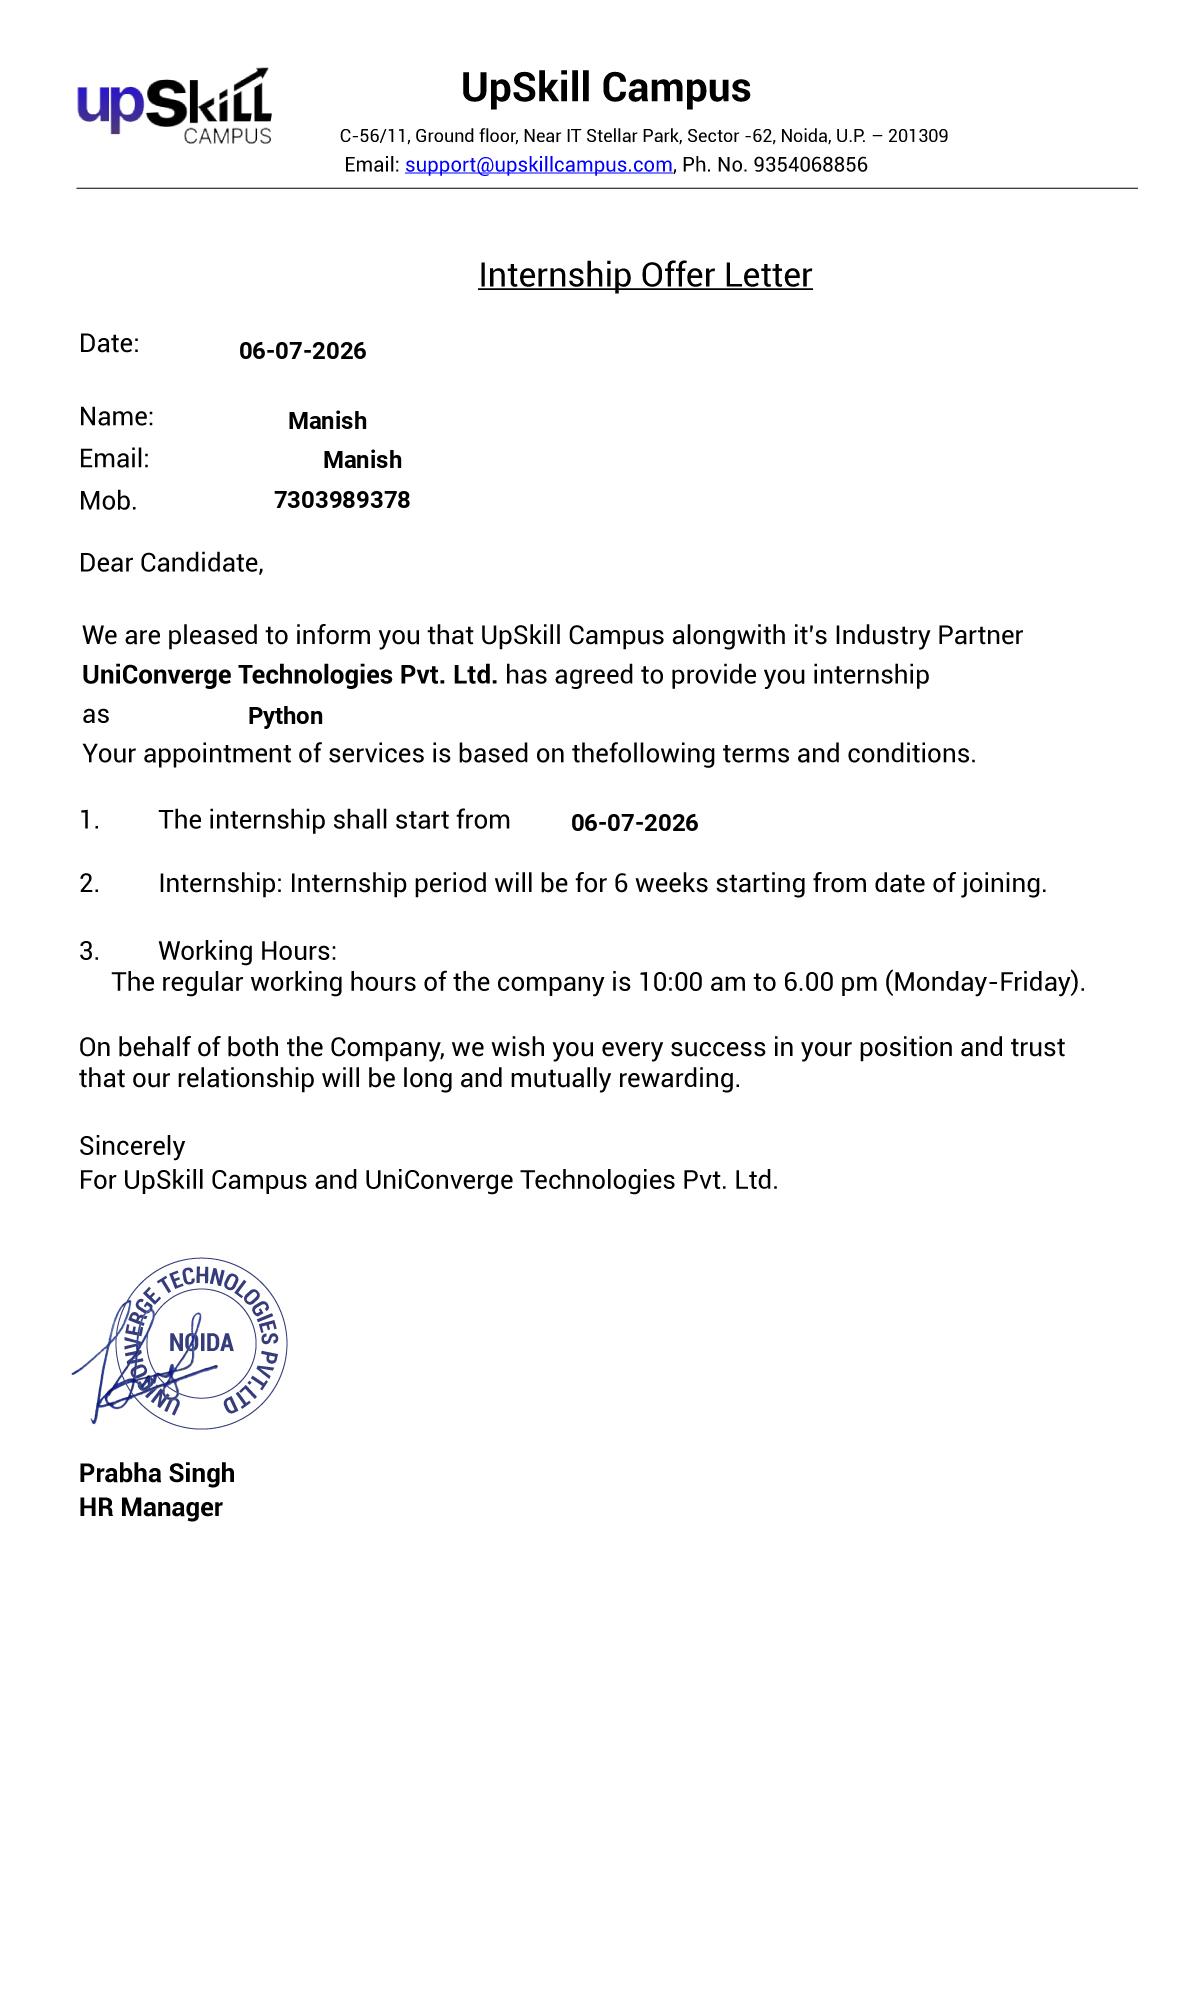 upSkill
CAMPUS
UpSkill Campus
C-56/11, Ground floor, Near IT Stellar Park, Sector -62, Noida, U.P. – 201309
Email: support@upskillcampus.com, Ph. No. 9354068856
Internship Offer Letter
Date: 06-07-2026
Name: Manish
Email: Manish
Mob. 7303989378
Dear Candidate,
We are pleased to inform you that UpSkill Campus alongwith it's Industry Partner
UniConverge Technologies Pvt. Ltd. has agreed to provide you internship
as Python
Your appointment of services is based on thefollowing terms and conditions.
1. The internship shall start from 06-07-2026
2. Internship: Internship period will be for 6 weeks starting from date of joining.
3. Working Hours:
The regular working hours of the company is 10:00 am to 6.00 pm (Monday-Friday).
On behalf of both the Company, we wish you every success in your position and trust
that our relationship will be long and mutually rewarding.
Sincerely
For UpSkill Campus and UniConverge Technologies Pvt. Ltd.
UNICONVERGE TECHNOLOGIES PVT.LTD
NOIDA
Prabha Singh
HR Manager